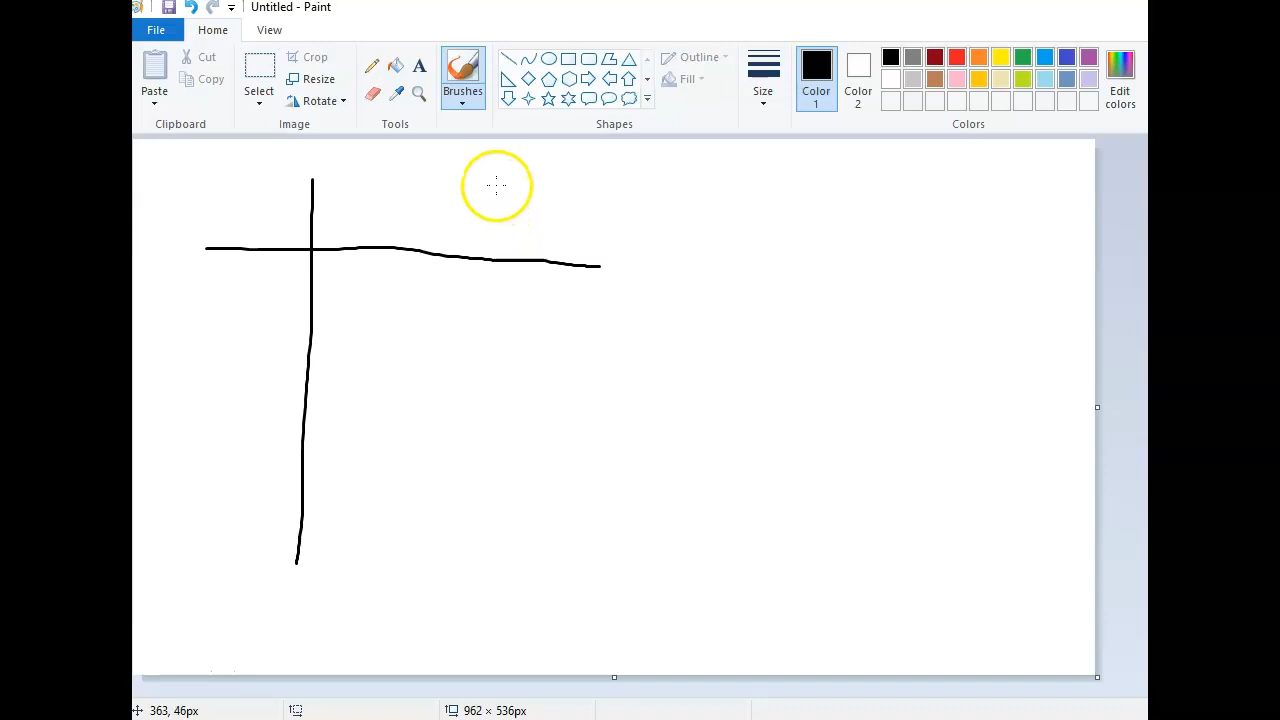 Untitled - Paint
File Home View
Paste
Cut
Copy
Clipboard
Select
Crop
Resize
Rotate
Image
A
Tools
Brushes
Outline
Fill
Shapes
Size
Color 1
Color 2
Edit colors
Colors
363, 46px
962 × 536px